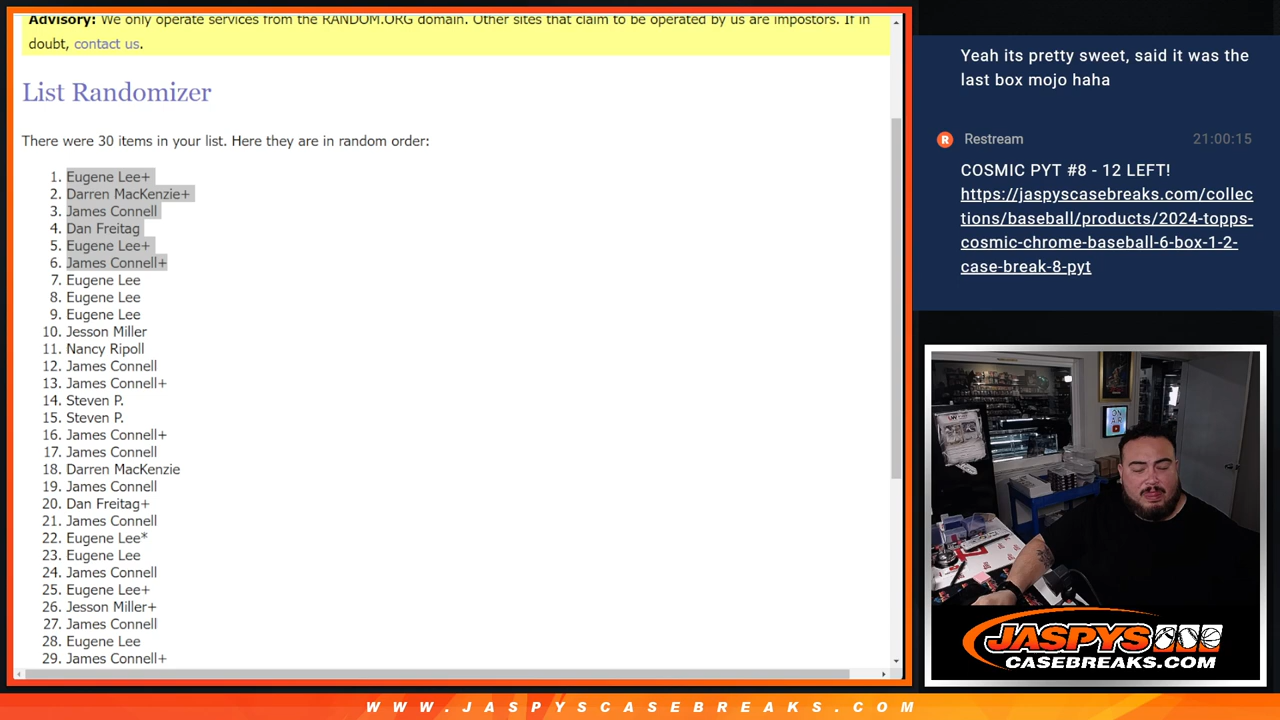 Advisory: We only operate services from the RANDOM.ORG domain. Other sites that claim to be operated by us are impostors. If in
doubt, contact us.
List Randomizer
There were 30 items in your list. Here they are in random order:
1. Eugene Lee+
2. Darren MacKenzie+
3. James Connell
4. Dan Freitag
5. Eugene Lee+
6. James Connell+
7. Eugene Lee
8. Eugene Lee
9. Eugene Lee
10. Jesson Miller
11. Nancy Ripoll
12. James Connell
13. James Connell+
14. Steven P.
15. Steven P.
16. James Connell+
17. James Connell
18. Darren MacKenzie
19. James Connell
20. Dan Freitag+
21. James Connell
22. Eugene Lee*
23. Eugene Lee
24. James Connell
25. Eugene Lee+
26. Jesson Miller+
27. James Connell
28. Eugene Lee
29. James Connell+
Yeah its pretty sweet, said it was the
last box mojo haha
R Restream 21:00:15
COSMIC PYT #8 - 12 LEFT!
https://jaspyscasebreaks.com/collec
tions/baseball/products/2024-topps-
cosmic-chrome-baseball-6-box-1-2-
case-break-8-pyt
ON
AIR
JASPYS
CASEBREAKS.COM
WWW.JASPYSCASEBREAKS.COM